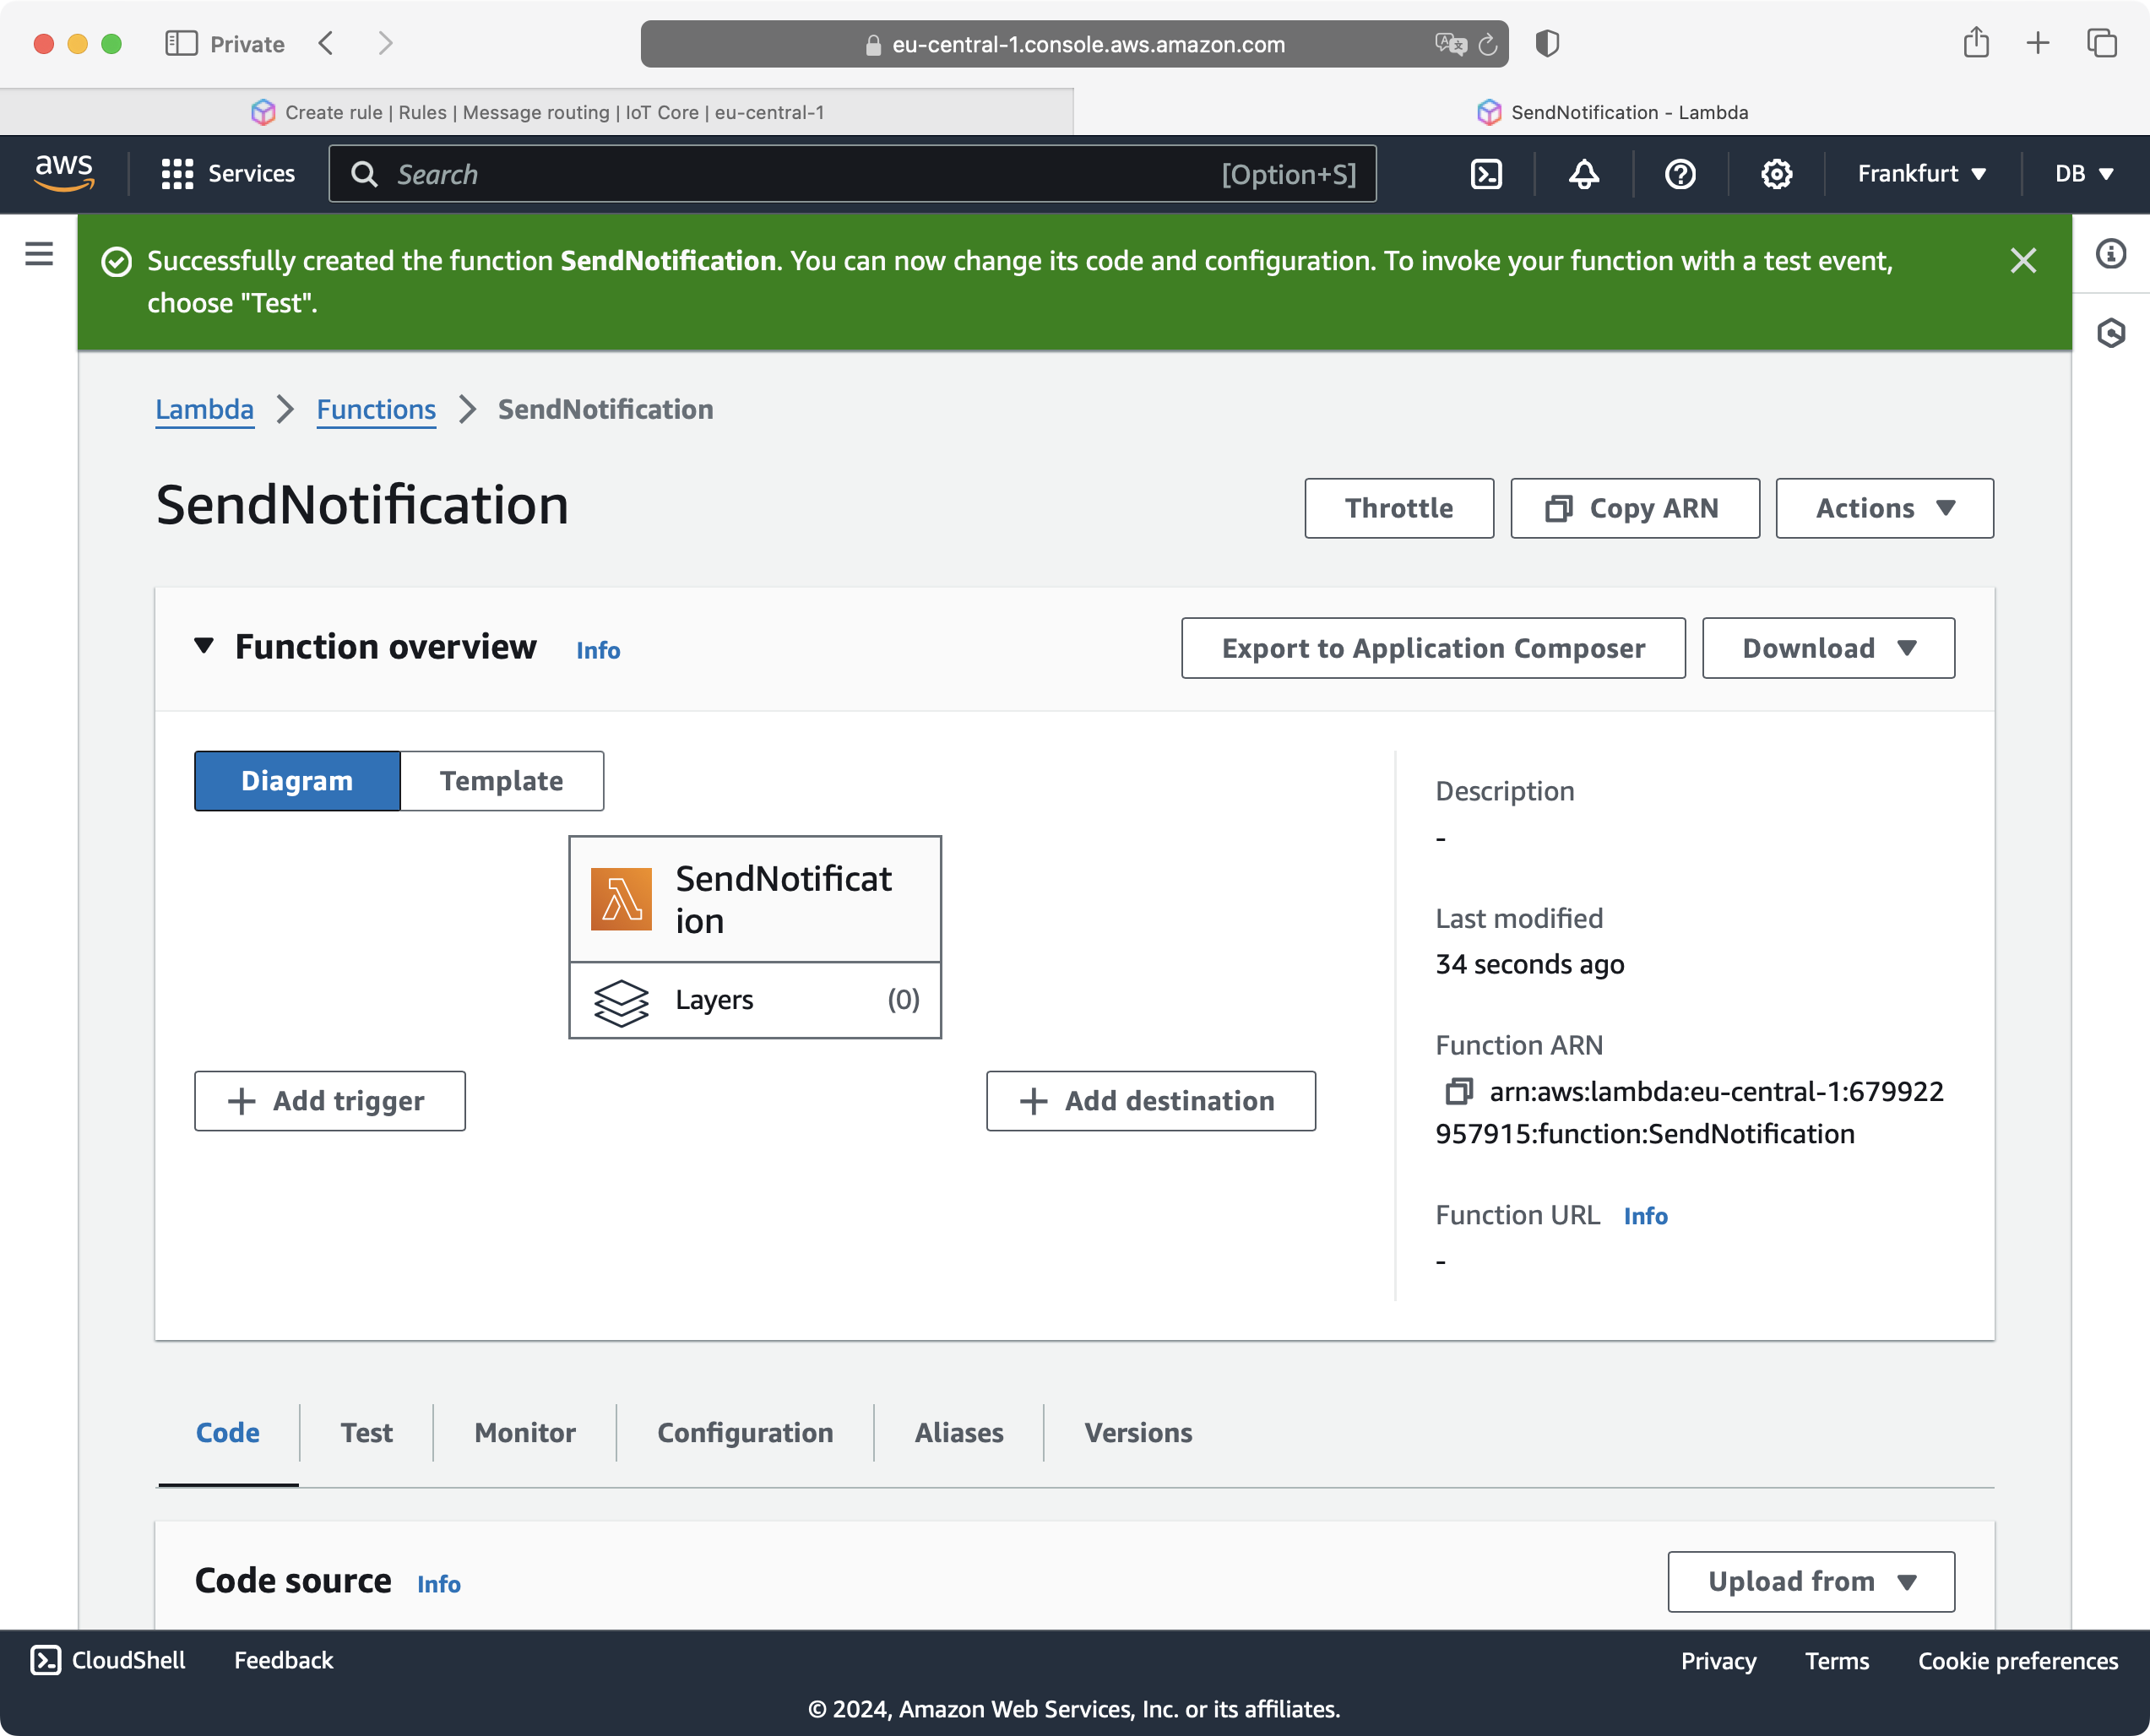 Private
eu-central-1.console.aws.amazon.com
Create rule | Rules | Message routing | IoT Core | eu-central-1
SendNotification - Lambda
aws
Services
Search
[Option+S]
Frankfurt
DB
Successfully created the function SendNotification. You can now change its code and configuration. To invoke your function with a test event,
choose "Test".
Lambda
Functions
SendNotification
SendNotification
Throttle
Copy ARN
Actions
Function overview
Info
Export to Application Composer
Download
Diagram
Template
SendNotificat
ion
Layers
(0)
Add trigger
Add destination
Description
-
Last modified
34 seconds ago
Function ARN
arn:aws:lambda:eu-central-1:679922
957915:function:SendNotification
Function URL
Info
-
Code
Test
Monitor
Configuration
Aliases
Versions
Code source
Info
Upload from
CloudShell
Feedback
Privacy
Terms
Cookie preferences
© 2024, Amazon Web Services, Inc. or its affiliates.